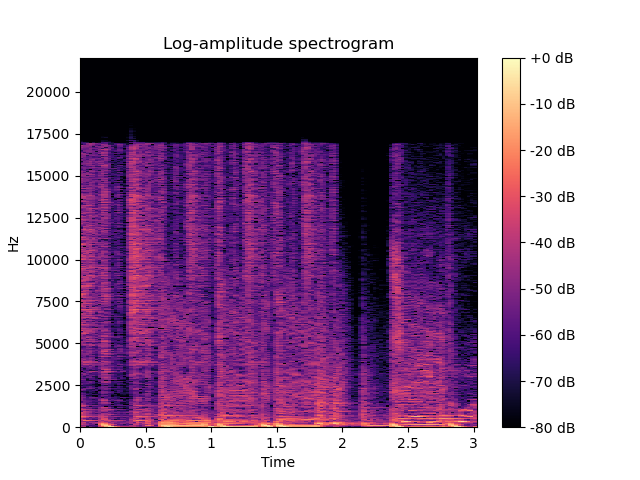 Log-amplitude spectrogram
Hz
20000
17500
15000
12500
10000
7500
5000
2500
0
0 0.5 1 1.5 2 2.5 3
Time
+0 dB
-10 dB
-20 dB
-30 dB
-40 dB
-50 dB
-60 dB
-70 dB
-80 dB